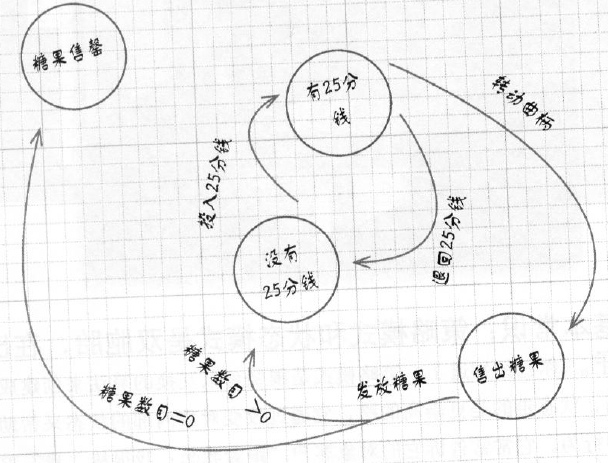 糖果售罄
有25分
钱
转动曲柄
投入25分钱
退回25分钱
没有
25分钱
糖果数目>0
糖果数目=0
发放糖果
售出糖果